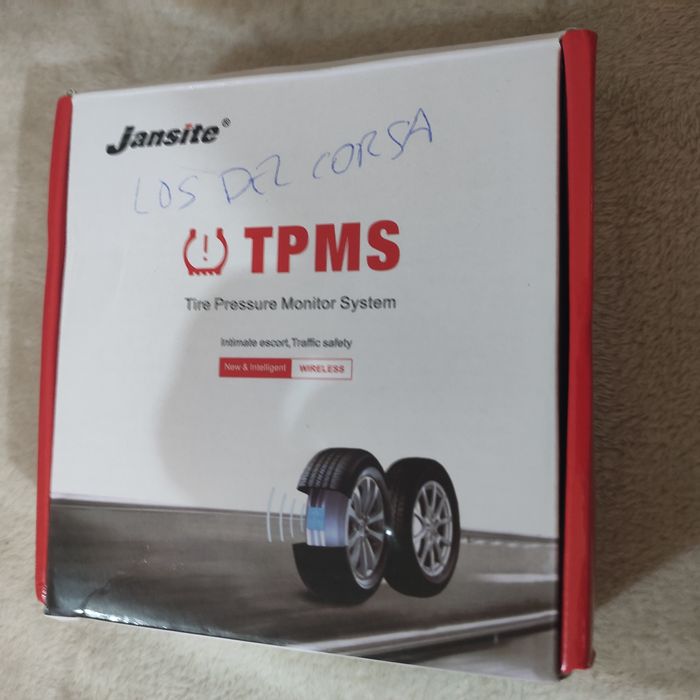 Jansite®
LOS DEL CORSA
TPMS
Tire Pressure Monitor System
Intimate escort, Traffic safety
New & Intelligent WIRELESS